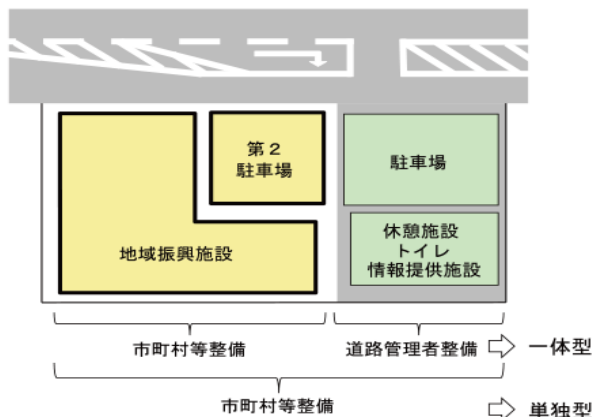 第２
駐車場
駐車場
地域振興施設
休憩施設
トイレ
情報提供施設
市町村等整備
道路管理者整備
一体型
市町村等整備
単独型